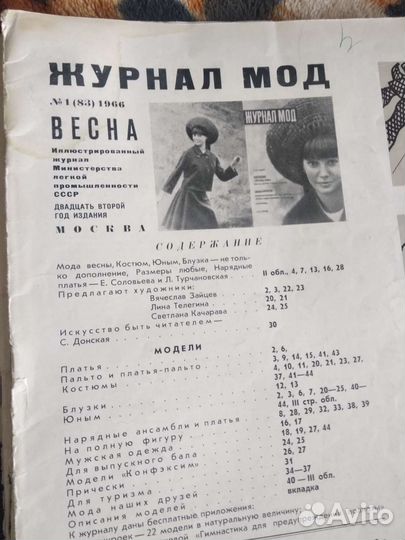 ЖУРНАЛ МОД
№ 1 (83) 1966
ВЕСНА
Иллюстрированный
журнал
Министерства
легкой
промышленности
СССР
ДВАДЦАТЬ ВТОРОЙ
ГОД ИЗДАНИЯ
МОСКВА
ЖУРНАЛ МОД
СОДЕРЖАНИЕ
Мода весны, Костюм, Юным, Блузка — не толь-
ко дополнение, Размеры любые, Нарядные
платья — Е. Соловьева и Л. Турчановская . . . II обл., 4, 7, 13, 16, 28
Предлагают художники:
Вячеслав Зайцев . . . 2, 3, 22, 23
Лина Телегина . . . 20, 21
Светлана Качарава . . . 24, 25
Искусство быть читателем —
С. Донская . . . 30
МОДЕЛИ
Платья . . . 2, 6,
Пальто и платья-пальто . . . 3, 9, 14, 15, 41, 43
Костюмы . . . 4, 10, 11, 20, 21, 23, 27,
37, 41—44
12, 13
Блузки . . . 2, 3, 6, 7, 20—25, 40—
Юным . . . 44, III стр. обл.
8, 28, 29, 32, 33, 38, 39
Нарядные ансамбли и платья . . . 16, 17
На полную фигуру . . . 18, 19, 27, 44
Мужская одежда . . . 24, 25
Для выпускного бала . . . 26, 27
Модели «Конфэксим» . . . 31
Прически . . . 34—37
Для туризма . . . 40 — III обл.
Мода наших друзей . . . вкладка
Описания моделей
К журналу даны бесплатные приложения:
22 модели в натуральную величину;
«Гимнастика для
Avito